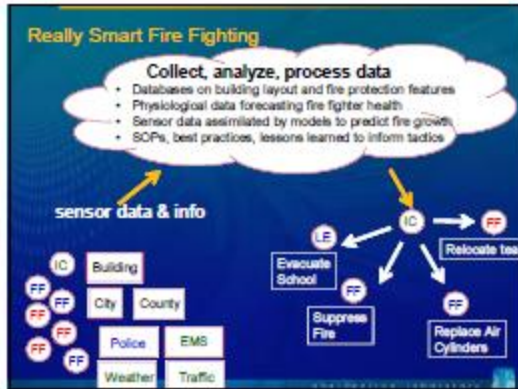 Really Smart Fire Fighting
Collect, analyze, process data
• Databases on building layout and fire protection features
• Physiological data forecasting fire fighter health
• Sensor data assimilated by models to predict fire growth
• SOPs, best practices, lessons learned to inform tactics
sensor data & info
IC
FF
LE
Relocate tea
Evacuate
School
FF
Suppress
Fire
FF
Replace Air
Cylinders
IC
Building
FF
FF
City
County
FF
FF
FF
FF
FF
Police
EMS
Weather
Traffic